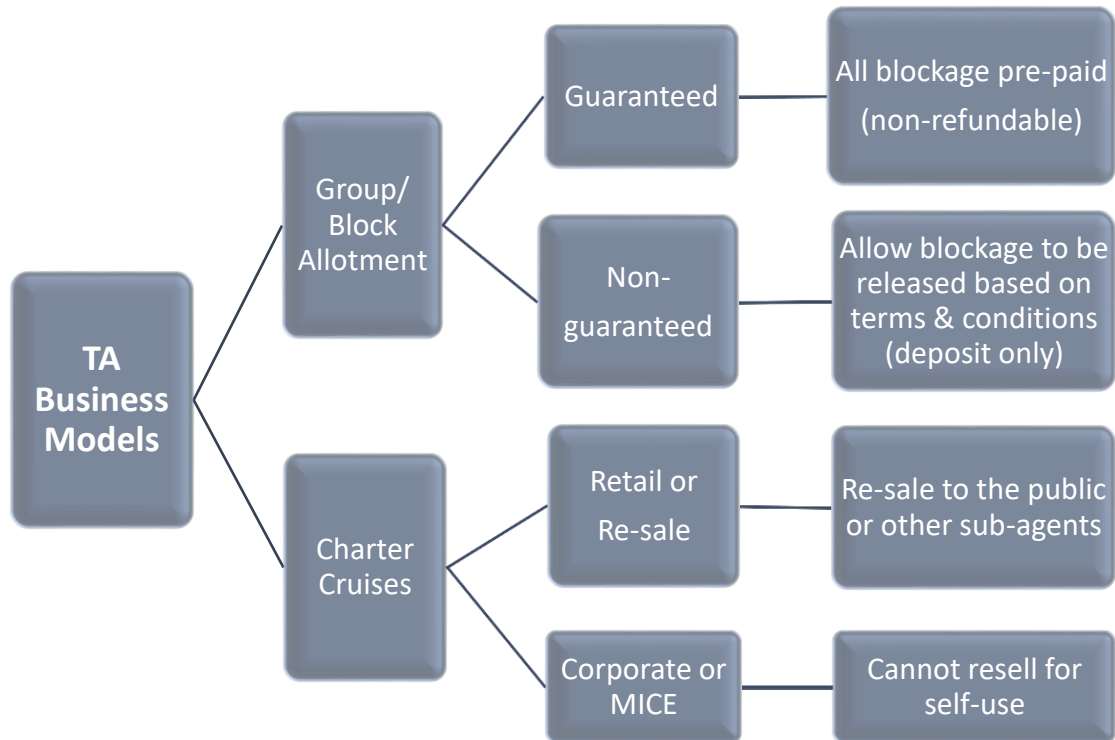 TA
Business
Models
Group/
Block
Allotment
Guaranteed
All blockage pre-paid
(non-refundable)
Non-
guaranteed
Allow blockage to be
released based on
terms & conditions
(deposit only)
Charter
Cruises
Retail or
Re-sale
Re-sale to the public
or other sub-agents
Corporate or
MICE
Cannot resell for
self-use